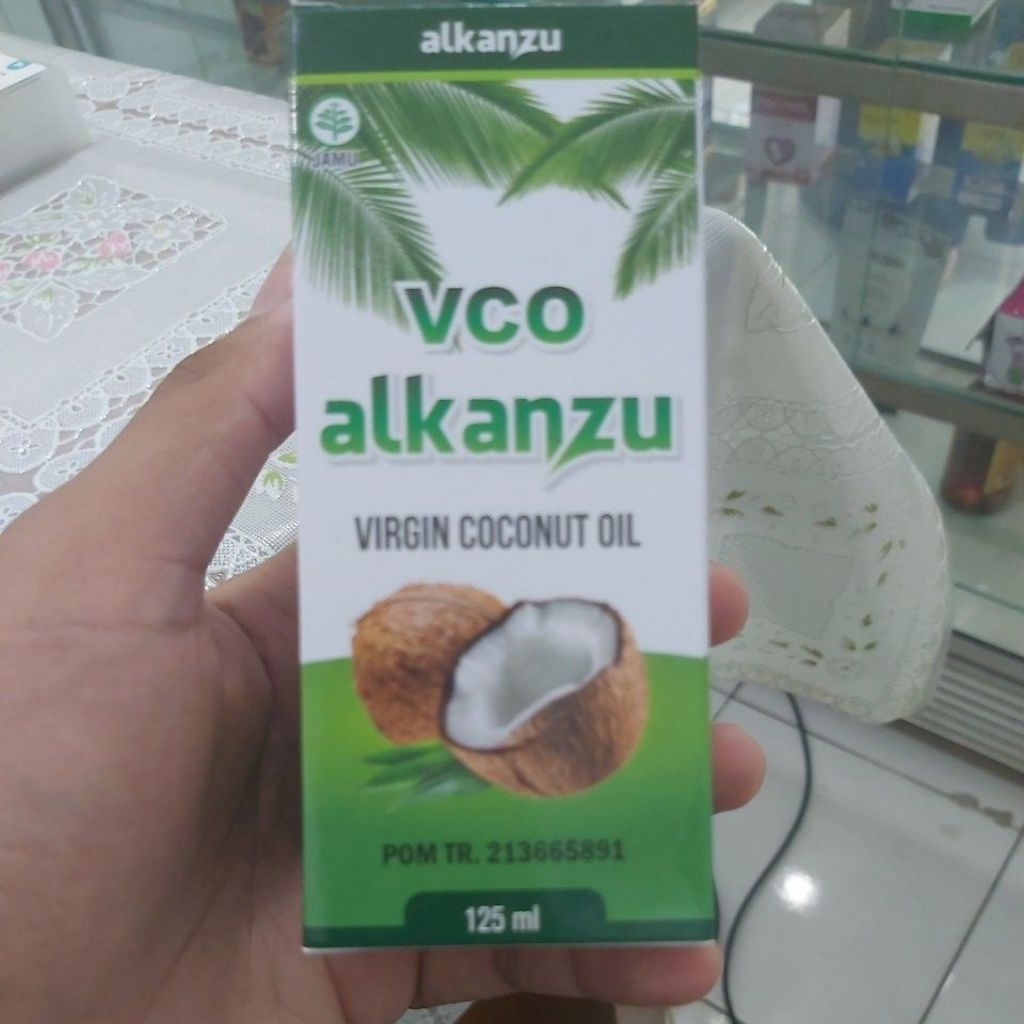 alkanzu
JAMU
vco
alkanzu
VIRGIN COCONUT OIL
POM TR. 213665891
125 ml